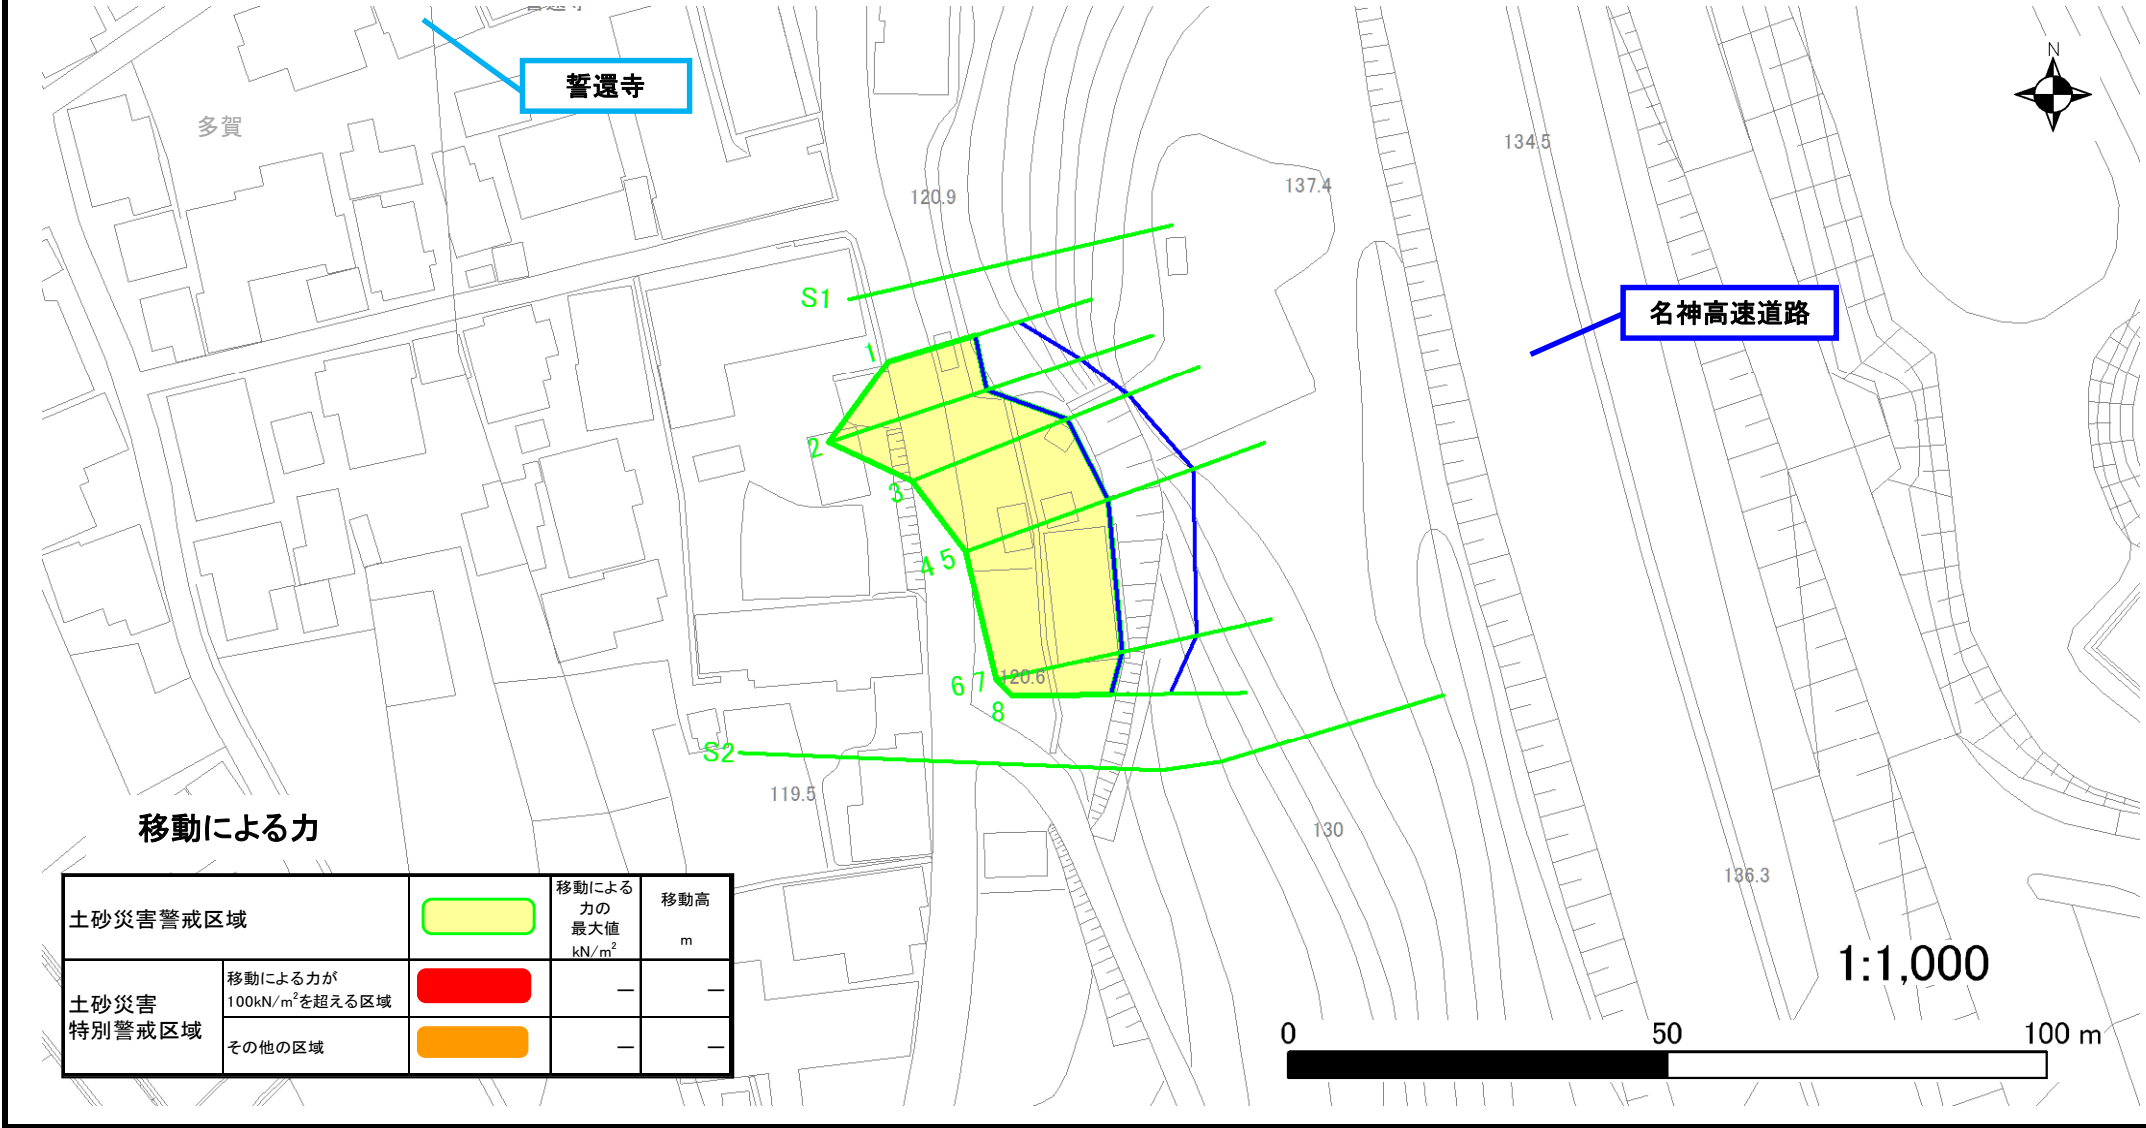 誓還寺
多賀
N
134.5
137.4
120.9
S1
名神高速道路
1
2
3
4 5
6 7
120.6
8
S2
119.5
130
136.3
移動による力
土砂災害警戒区域
移動による
力の
最大値
kN/m²
移動高
m
土砂災害
特別警戒区域
移動による力が
100kN/m²を超える区域
—
—
その他の区域
—
—
1:1,000
0 50 100 m